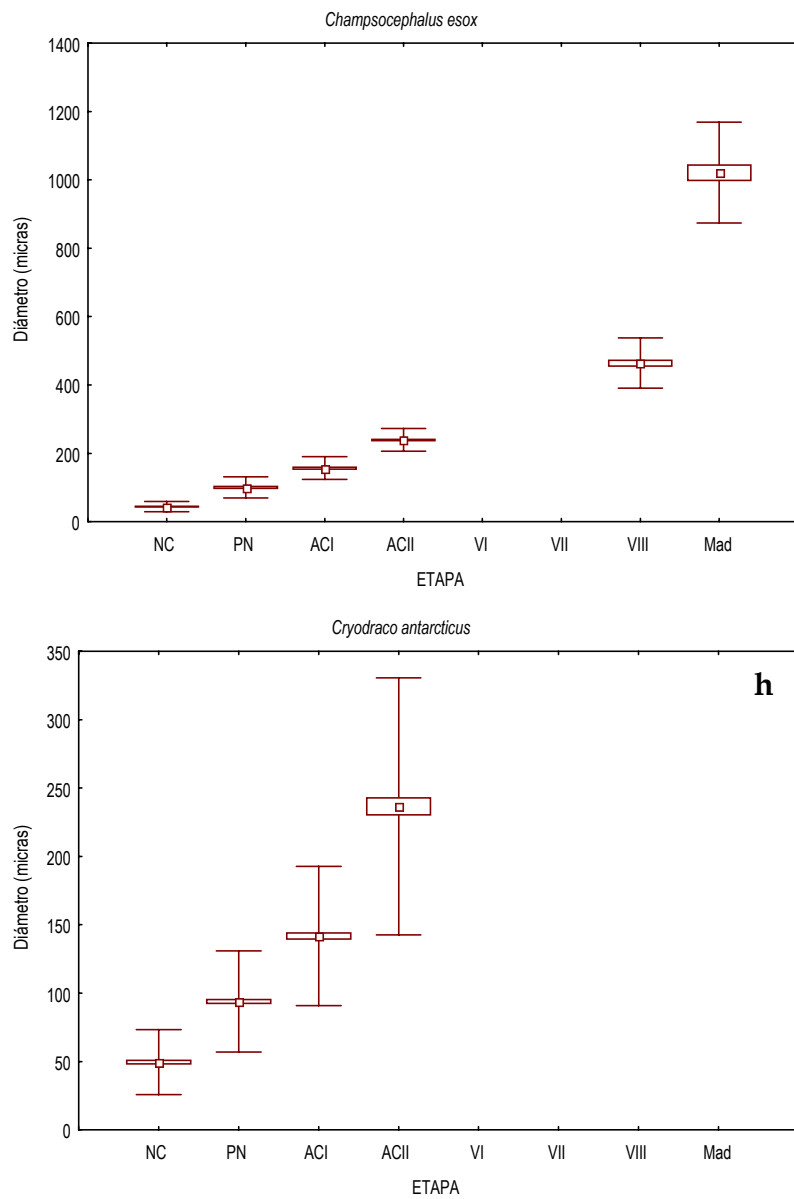 Champsocephalus esox
1400
1200
1000
800
600
400
200
0
Diámetro (micras)
NC PN ACI ACII VI VII VIII Mad
ETAPA
Cryodraco antarcticus
h
350
300
250
200
150
100
50
0
Diámetro (micras)
NC PN ACI ACII VI VII VIII Mad
ETAPA